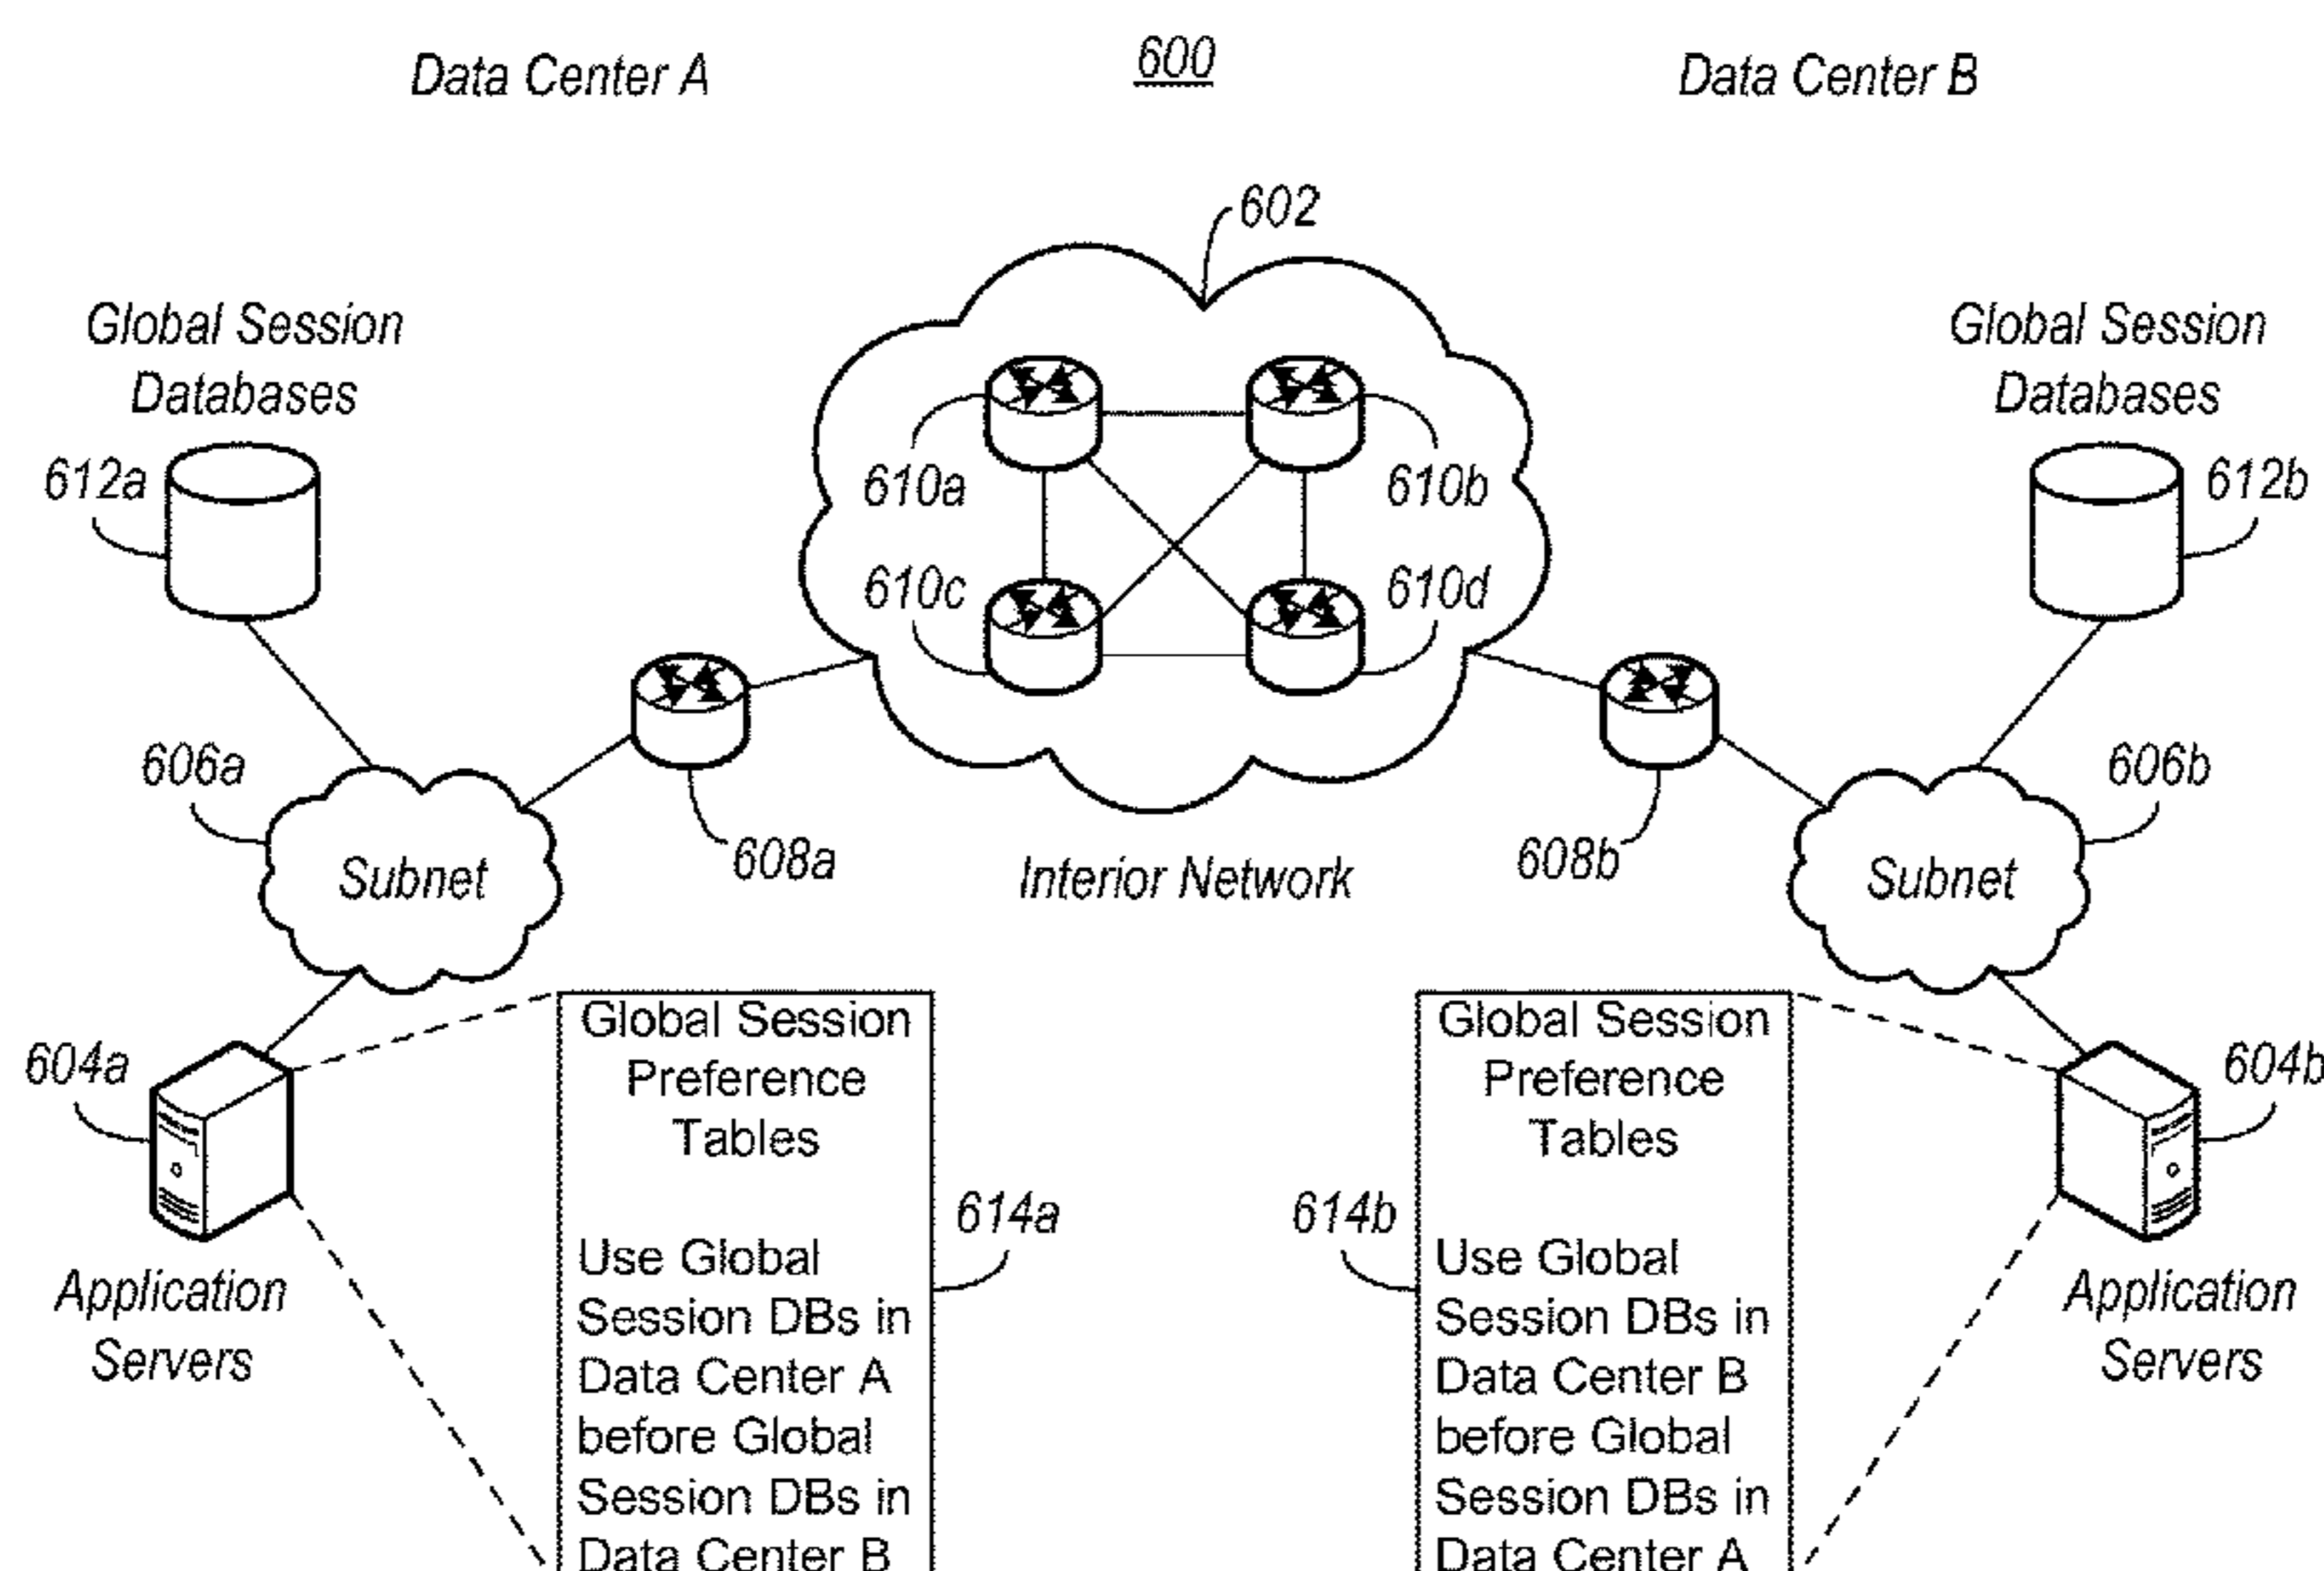 Data Center A
600
Data Center B
602
Global Session
Databases
Global Session
Databases
612a
610a
610b
612b
610c
610d
606a
606b
Subnet
608a
Interior Network
608b
Subnet
604a
Global Session
Preference
Tables
Use Global
Session DBs in
Data Center A
before Global
Session DBs in
Data Center B
614a
614b
Global Session
Preference
Tables
Use Global
Session DBs in
Data Center B
before Global
Session DBs in
Data Center A
604b
Application
Servers
Application
Servers